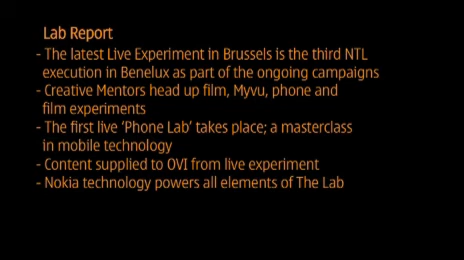 Lab Report
- The latest Live Experiment in Brussels is the third NTL
execution in Benelux as part of the ongoing campaigns
- Creative Mentors head up film, Myvu, phone and
film experiments
- The first live ‘Phone Lab’ takes place; a masterclass
in mobile technology
- Content supplied to OVI from live experiment
- Nokia technology powers all elements of The Lab